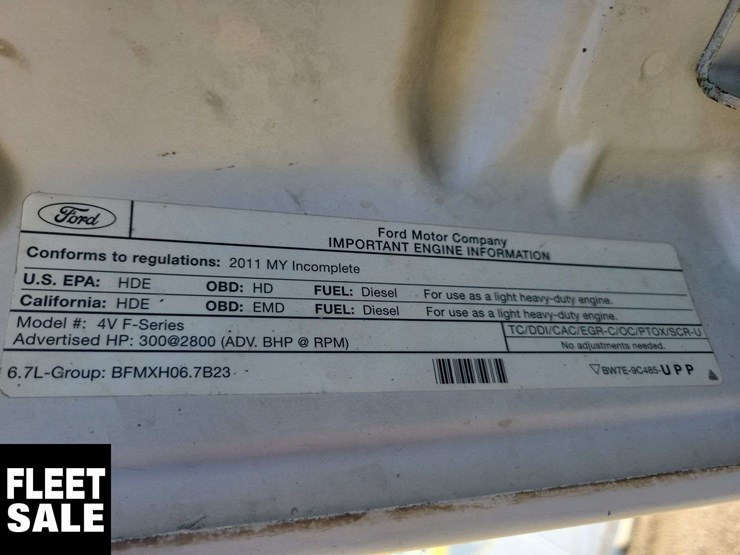 Ford
Ford Motor Company
IMPORTANT ENGINE INFORMATION
Conforms to regulations: 2011 MY Incomplete
U.S. EPA: HDE OBD: HD FUEL: Diesel For use as a light heavy-duty engine.
California: HDE OBD: EMD FUEL: Diesel For use as a light heavy-duty engine.
Model #: 4V F-Series
TC/DDI/CAC/EGR-C/OC/PTOX/SCR-U
Advertised HP: 300@2800 (ADV. BHP @ RPM)
No adjustments needed.
6.7L-Group: BFMXH06.7B23
BW7E-9C485-UPP
FLEET
SALE